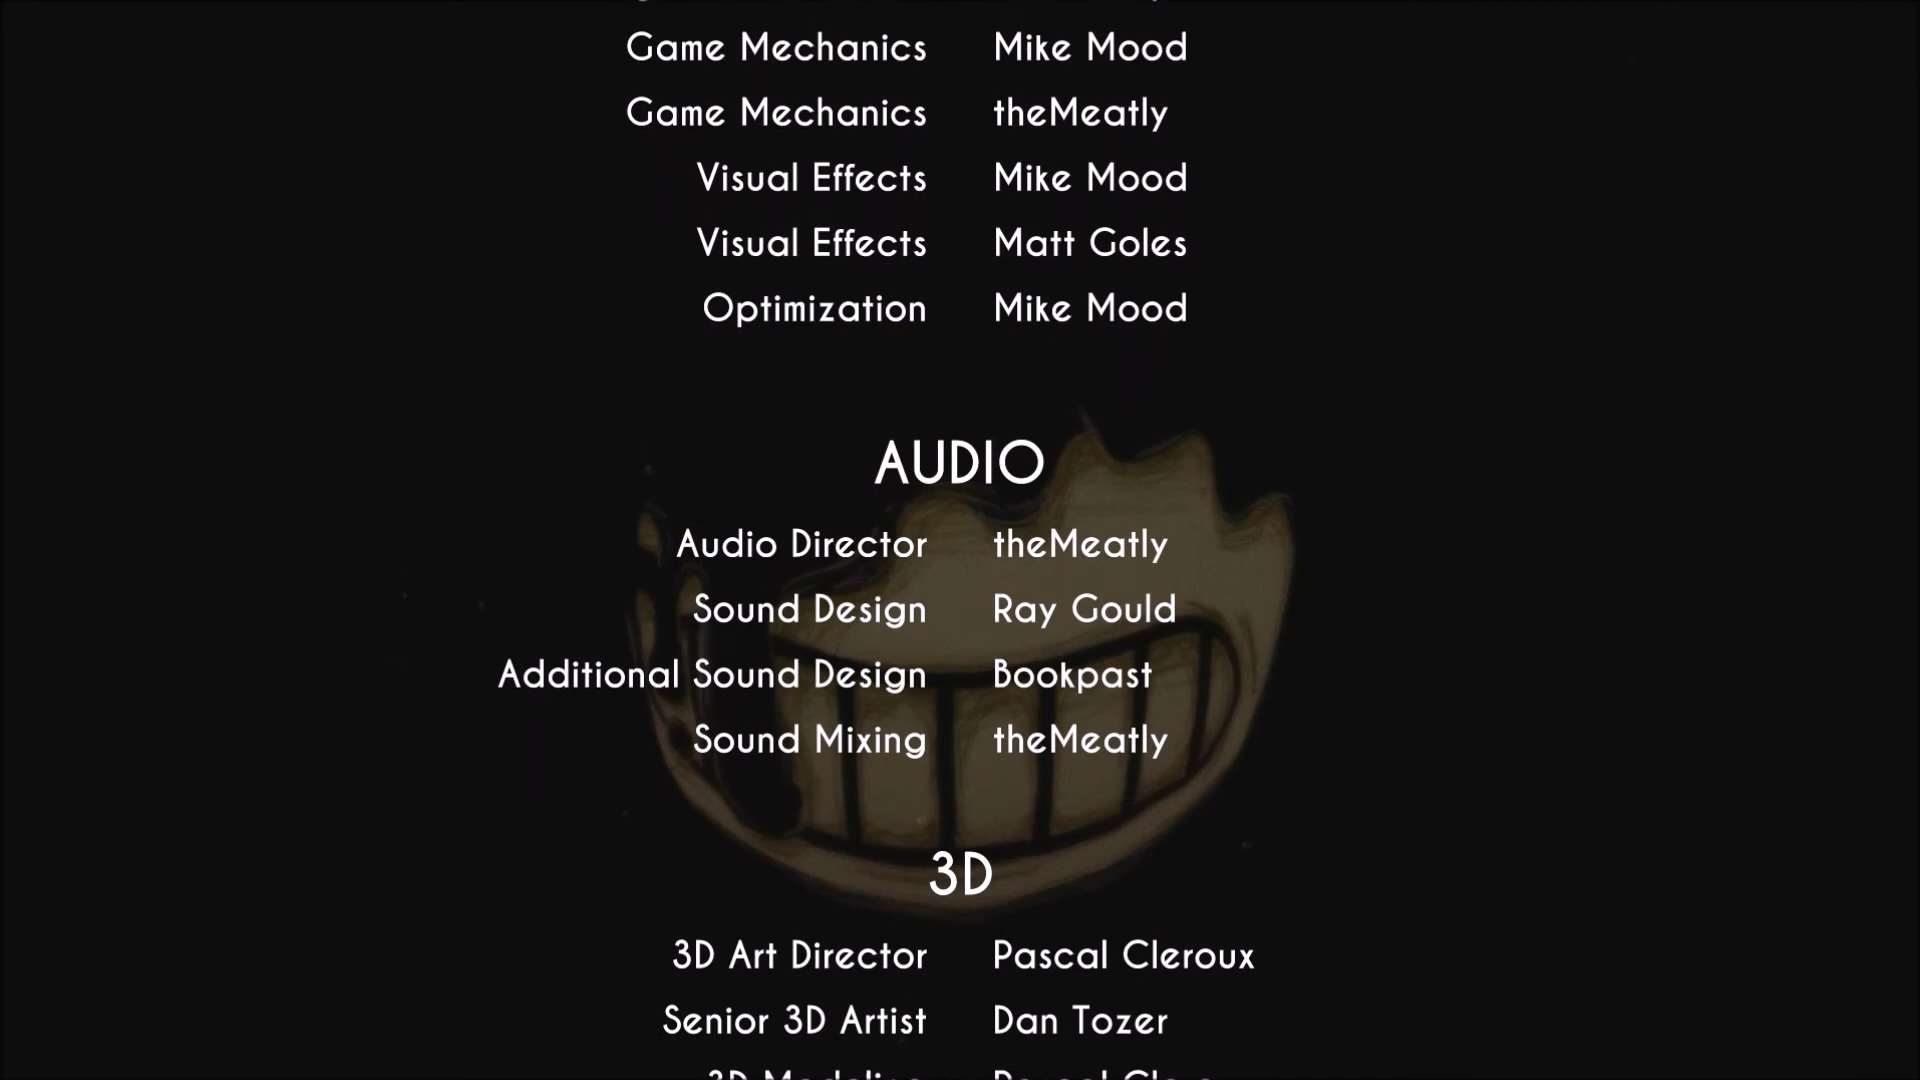 Game Mechanics Mike Mood
Game Mechanics theMeatly
Visual Effects Mike Mood
Visual Effects Matt Goles
Optimization Mike Mood
AUDIO
Audio Director theMeatly
Sound Design Ray Gould
Additional Sound Design Bookpast
Sound Mixing theMeatly
3D
3D Art Director Pascal Cleroux
Senior 3D Artist Dan Tozer